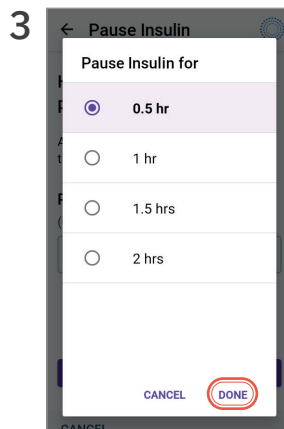 3
Pause Insulin
Pause Insulin for
0.5 hr
1 hr
1.5 hrs
2 hrs
CANCEL
DONE
CANCEL